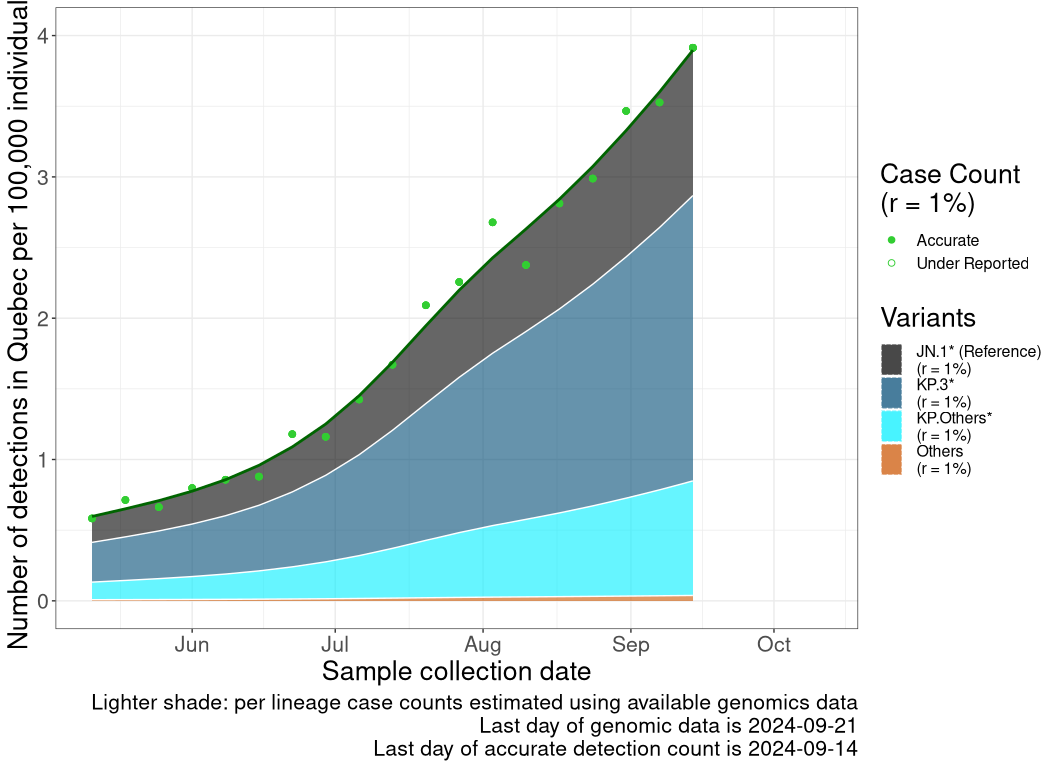 Number of detections in Quebec per 100,000 individual
4
3
2
1
0
Jun Jul Aug Sep Oct
Sample collection date
Lighter shade: per lineage case counts estimated using available genomics data
Last day of genomic data is 2024-09-21
Last day of accurate detection count is 2024-09-14
Case Count
(r = 1%)
Accurate
Under Reported
Variants
JN.1* (Reference)
(r = 1%)
KP.3*
(r = 1%)
KP.Others*
(r = 1%)
Others
(r = 1%)